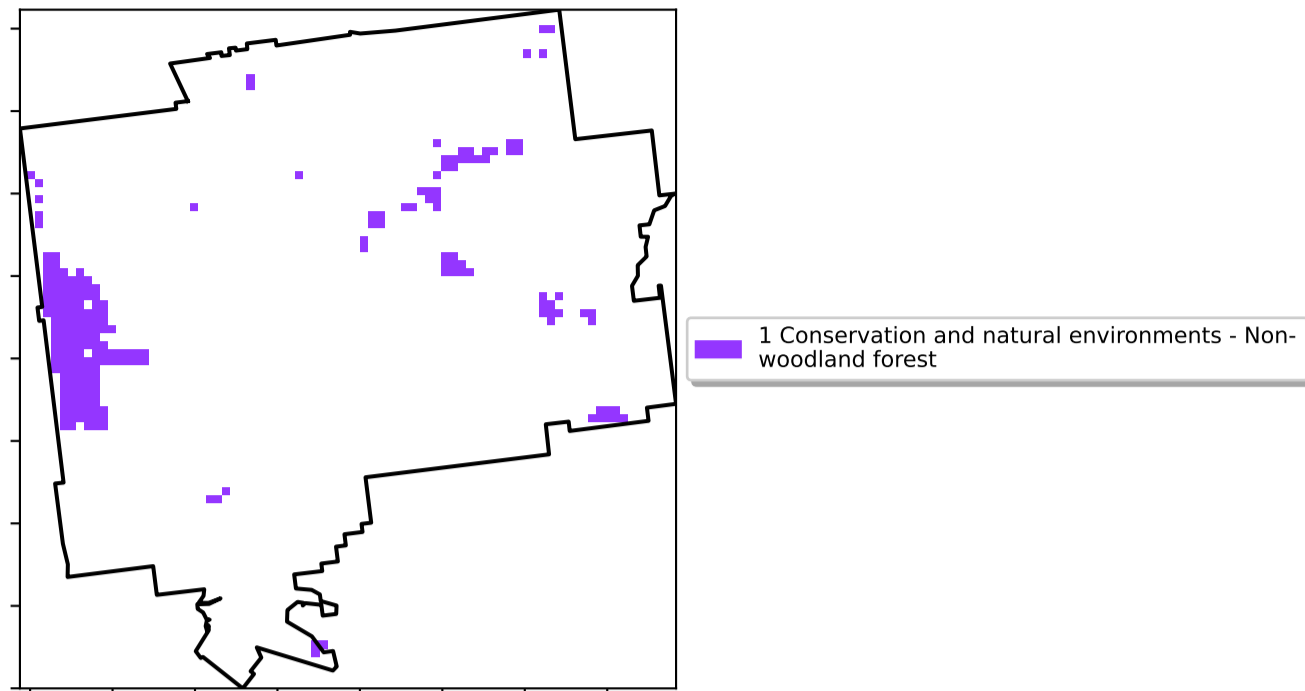 1 Conservation and natural environments - Non-
woodland forest